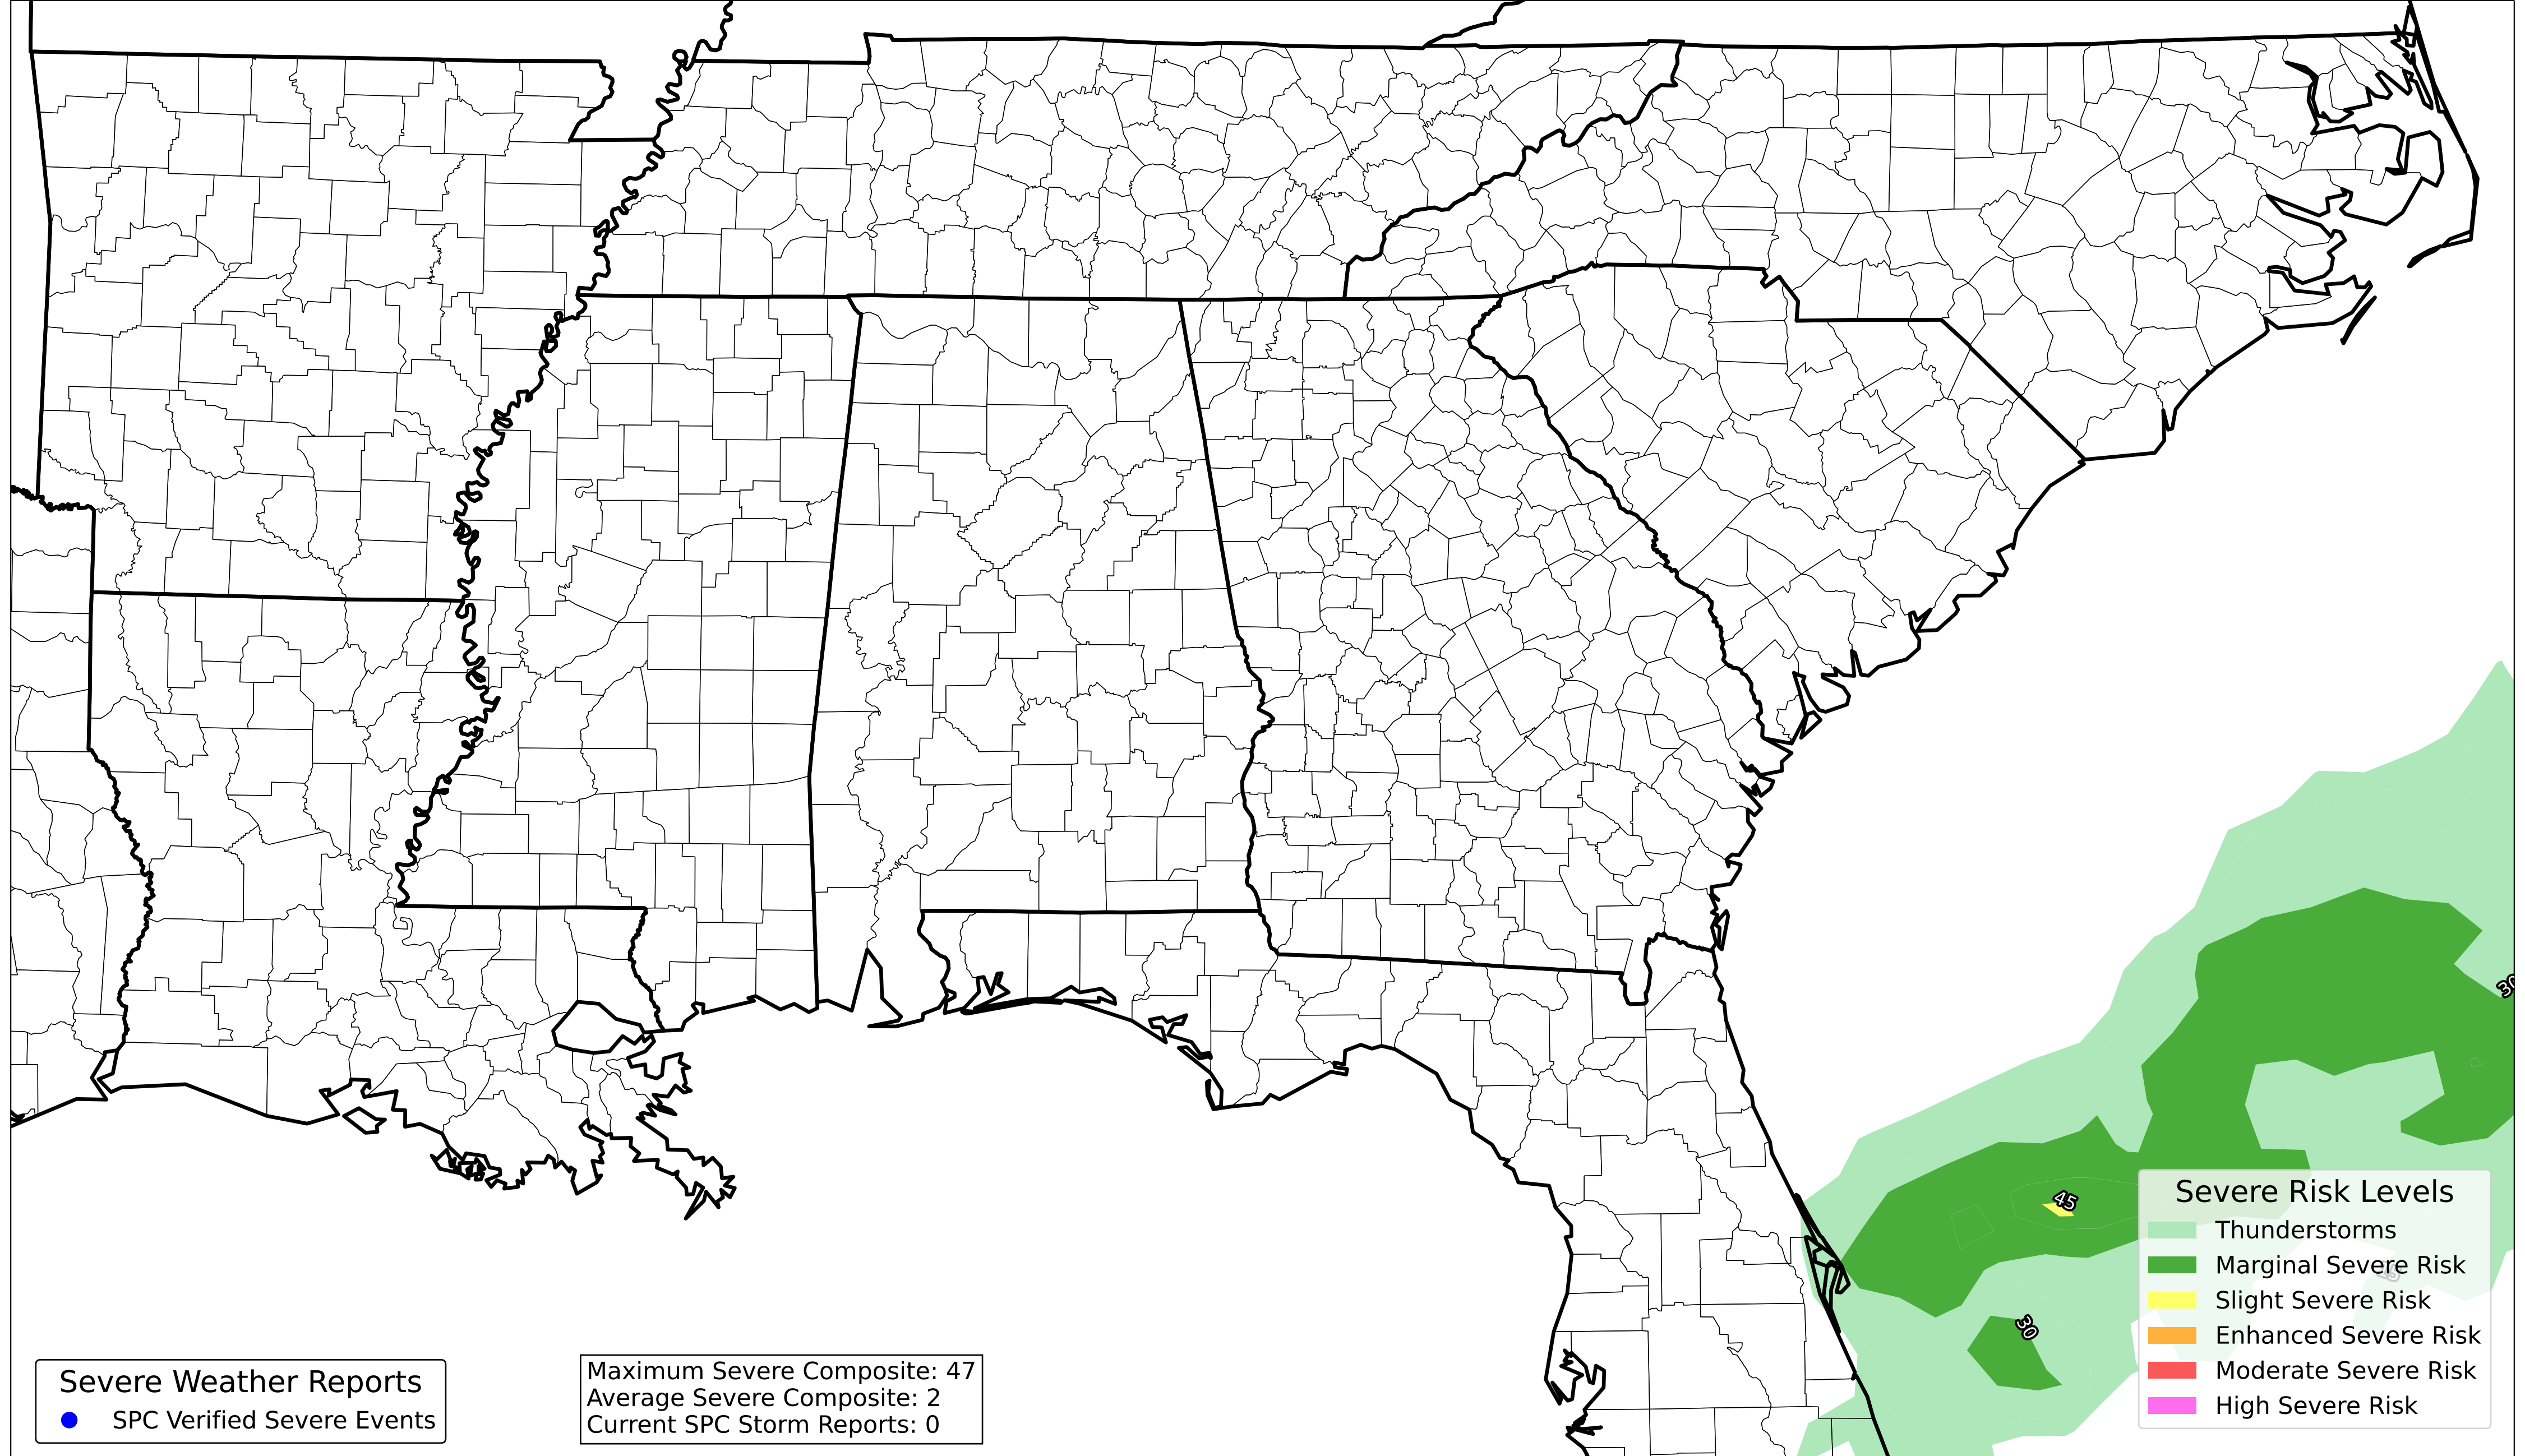 30
45
30
Severe Risk Levels
Thunderstorms
Marginal Severe Risk
Slight Severe Risk
Enhanced Severe Risk
Moderate Severe Risk
High Severe Risk
Severe Weather Reports
SPC Verified Severe Events
Maximum Severe Composite: 47
Average Severe Composite: 2
Current SPC Storm Reports: 0